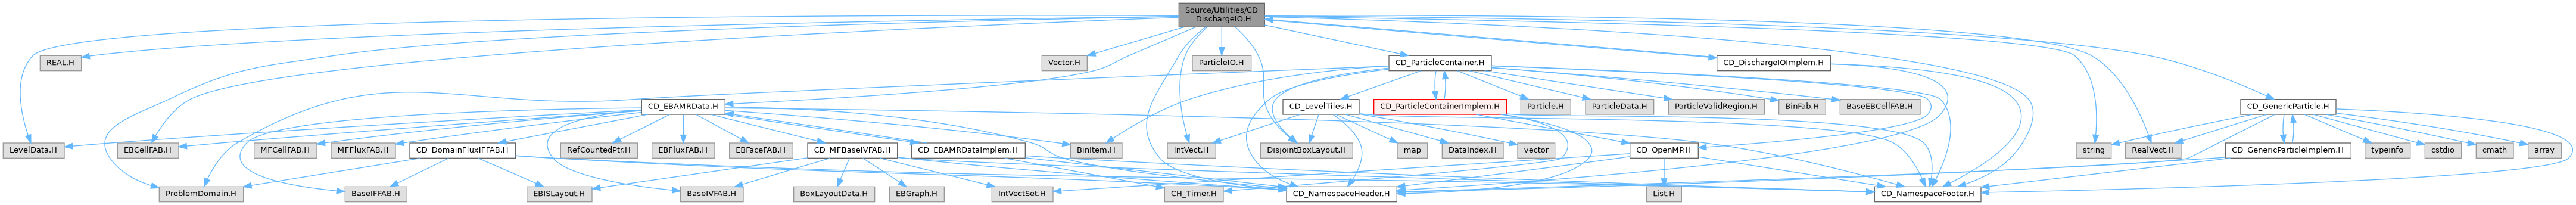 Source/Utilities/CD
_DischargeIO.H
REAL.H
Vector.H
ParticleIO.H
CD_ParticleContainer.H
CD_DischargeIOImplem.H
CD_EBAMRData.H
CD_LevelTiles.H
CD_ParticleContainerImplem.H
Particle.H
ParticleData.H
ParticleValidRegion.H
BinFab.H
BaseEBCellFAB.H
CD_GenericParticle.H
LevelData.H
EBCellFAB.H
MFCellFAB.H
MFFluxFAB.H
CD_DomainFluxIFFAB.H
RefCountedPtr.H
EBFluxFAB.H
EBFaceFAB.H
CD_MFBaseIVFAB.H
CD_EBAMRDataImplem.H
BinItem.H
IntVect.H
DisjointBoxLayout.H
map
DataIndex.H
vector
CD_OpenMP.H
string
RealVect.H
CD_GenericParticleImplem.H
typeinfo
cstdio
cmath
array
ProblemDomain.H
BaseIFFAB.H
EBISLayout.H
BaseIVFAB.H
BoxLayoutData.H
EBGraph.H
IntVectSet.H
CH_Timer.H
CD_NamespaceHeader.H
List.H
CD_NamespaceFooter.H